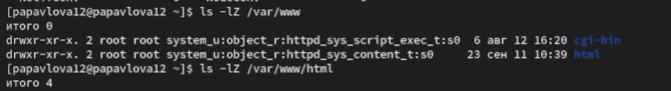 [papavlova12@papavlova12 ~]$ ls -lZ /var/www
итого 0
drwxr-xr-x. 2 root root system_u:object_r:httpd_sys_script_exec_t:s0  6 авг 12 16:20 cgi-bin
drwxr-xr-x. 2 root root system_u:object_r:httpd_sys_content_t:s0     23 сен 11 10:39 html
[papavlova12@papavlova12 ~]$ ls -lZ /var/www/html
итого 4